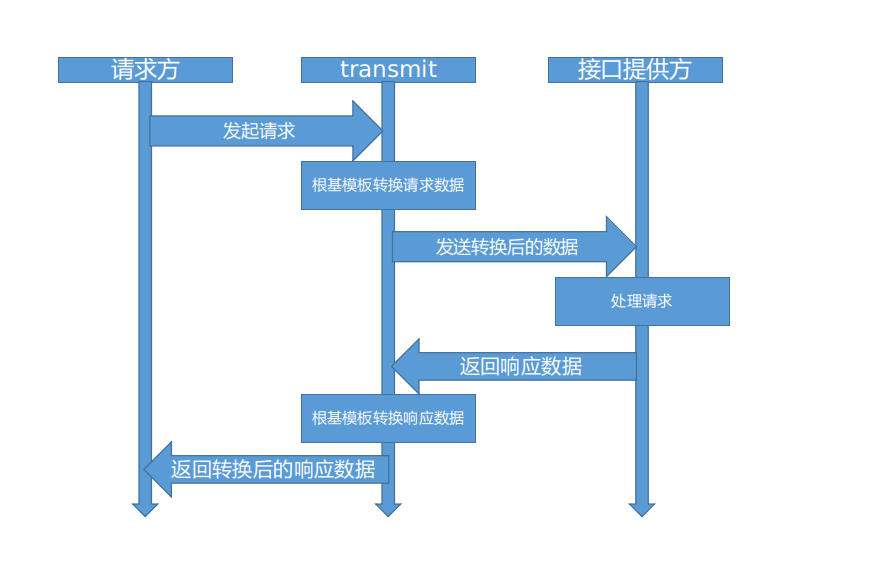 请求方
transmit
接口提供方
发起请求
根基模板转换请求数据
发送转换后的数据
处理请求
返回响应数据
根基模板转换响应数据
返回转换后的响应数据